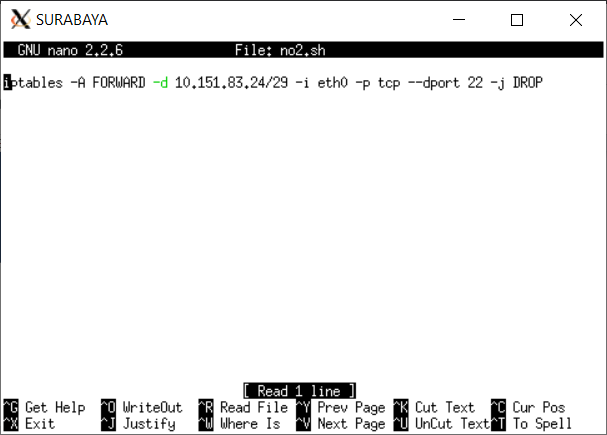 SURABAYA
GNU nano 2.2.6 File: no2.sh
iptables -A FORWARD -d 10.151.83.24/29 -i eth0 -p tcp --dport 22 -j DROP
[ Read 1 line ]
^G Get Help ^O WriteOut ^R Read File ^Y Prev Page ^K Cut Text ^C Cur Pos
^X Exit ^J Justify ^W Where Is ^V Next Page ^U UnCut Text ^T To Spell